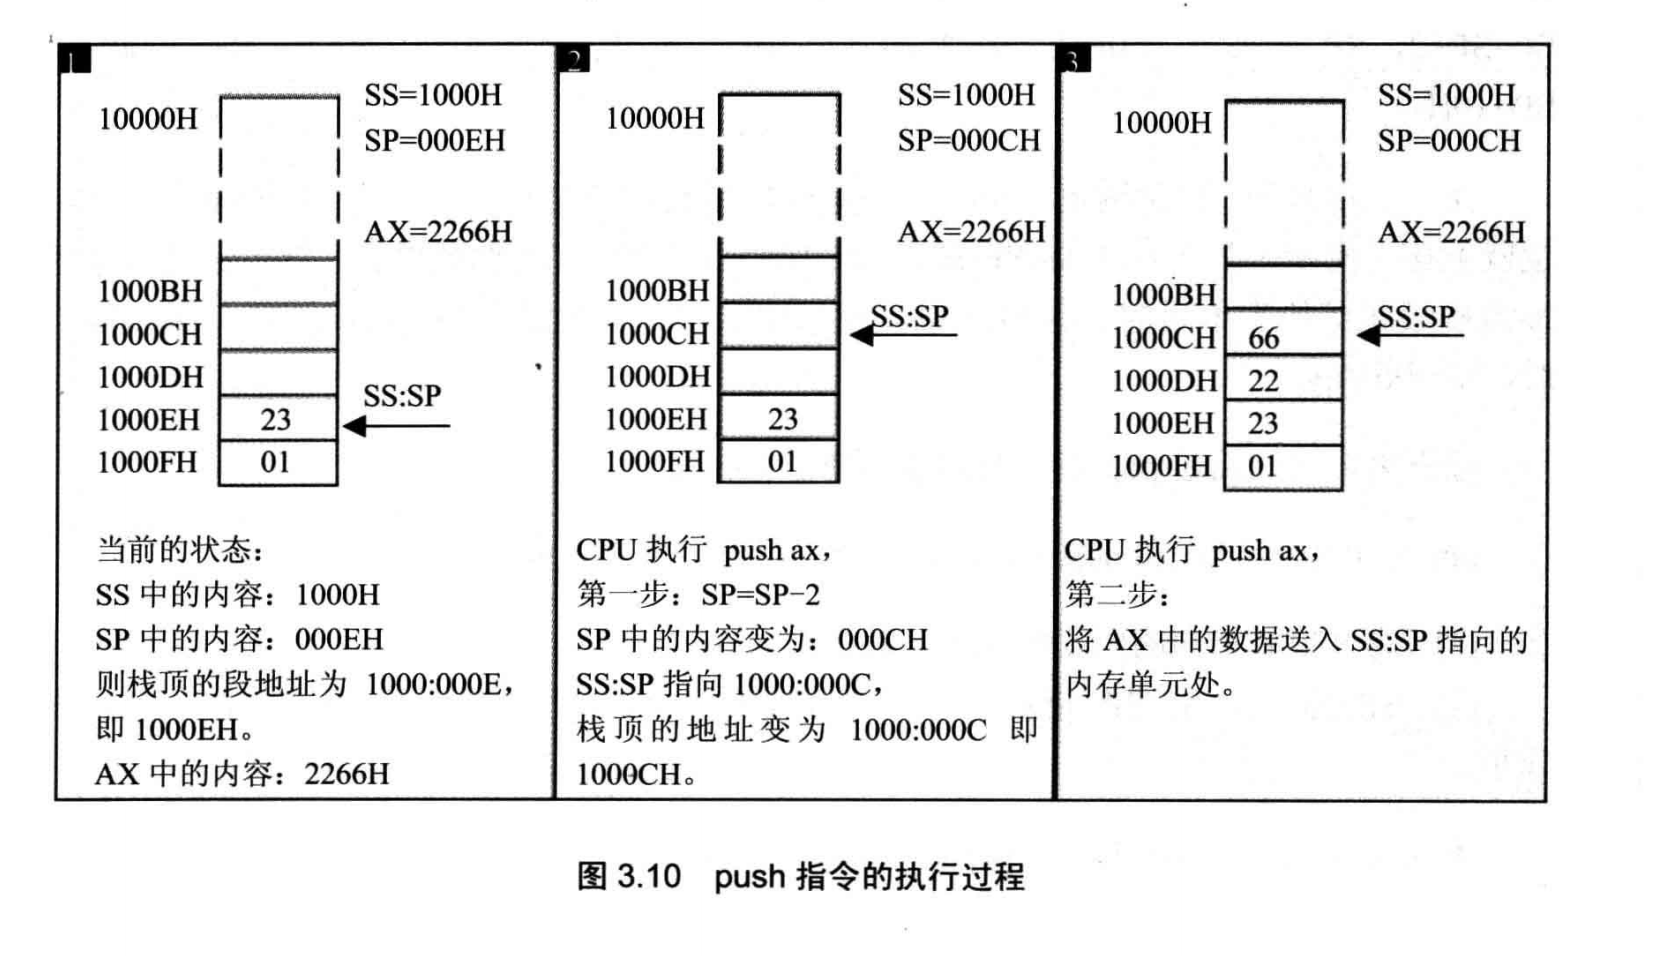 1
10000H
SS=1000H
SP=000EH
AX=2266H
1000BH
1000CH
1000DH
SS:SP
1000EH 23
1000FH 01
当前的状态：
SS 中的内容：1000H
SP 中的内容：000EH
则栈顶的段地址为 1000:000E，
即 1000EH。
AX 中的内容：2266H
2
10000H
SS=1000H
SP=000CH
AX=2266H
1000BH
SS:SP
1000CH
1000DH
1000EH 23
1000FH 01
CPU 执行 push ax，
第一步：SP=SP−2
SP 中的内容变为：000CH
SS:SP 指向 1000:000C，
栈顶的地址变为 1000:000C 即
1000CH。
3
10000H
SS=1000H
SP=000CH
AX=2266H
1000BH
SS:SP
1000CH 66
1000DH 22
1000EH 23
1000FH 01
CPU 执行 push ax，
第二步：
将 AX 中的数据送入 SS:SP 指向的
内存单元处。
图 3.10 push 指令的执行过程